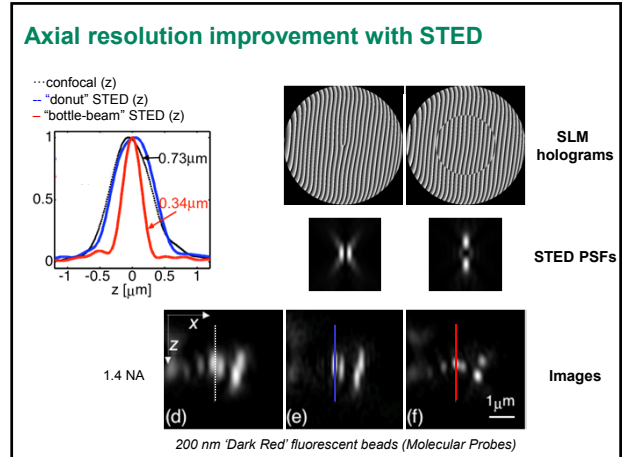 Axial resolution improvement with STED
···confocal (z)
-- "donut" STED (z)
– "bottle-beam" STED (z)
1
0.5
0
0.73μm
0.34μm
-1 -0.5 0 0.5 1
z [μm]
SLM
holograms
STED PSFs
x
z
1.4 NA
(d)
(e)
(f)
1μm
Images
200 nm 'Dark Red' fluorescent beads (Molecular Probes)